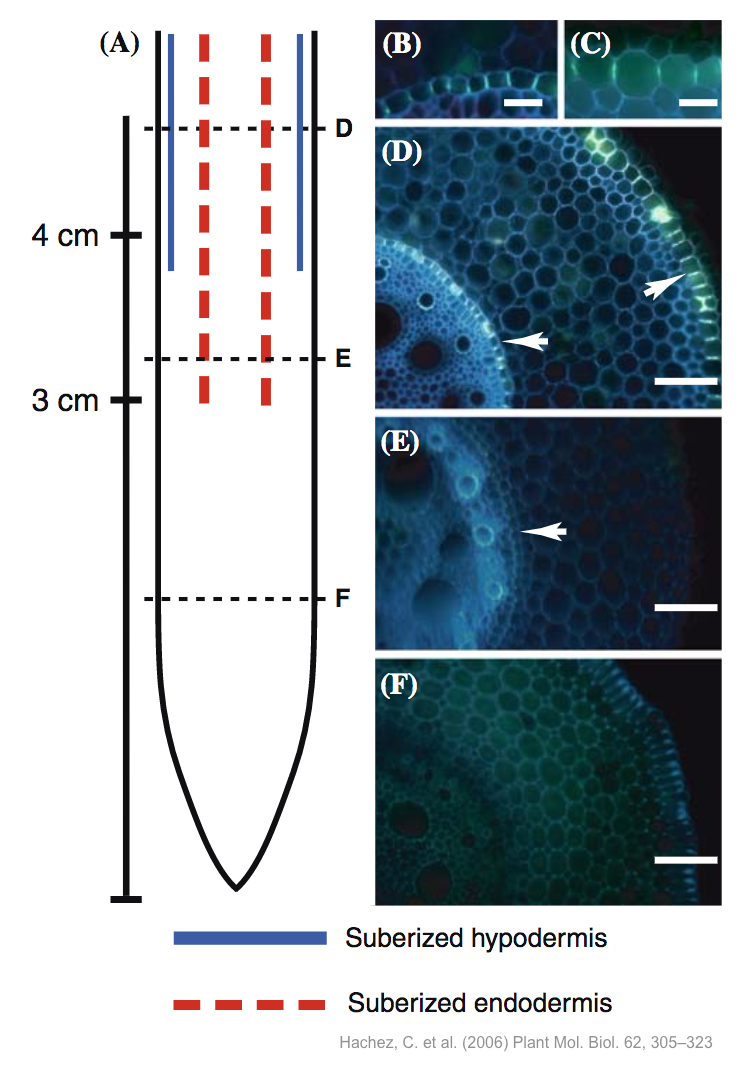 (A)
(B)
(C)
D
(D)
4 cm
E
3 cm
(E)
F
(F)
Suberized hypodermis
Suberized endodermis
Hachez, C. et al. (2006) Plant Mol. Biol. 62, 305–323